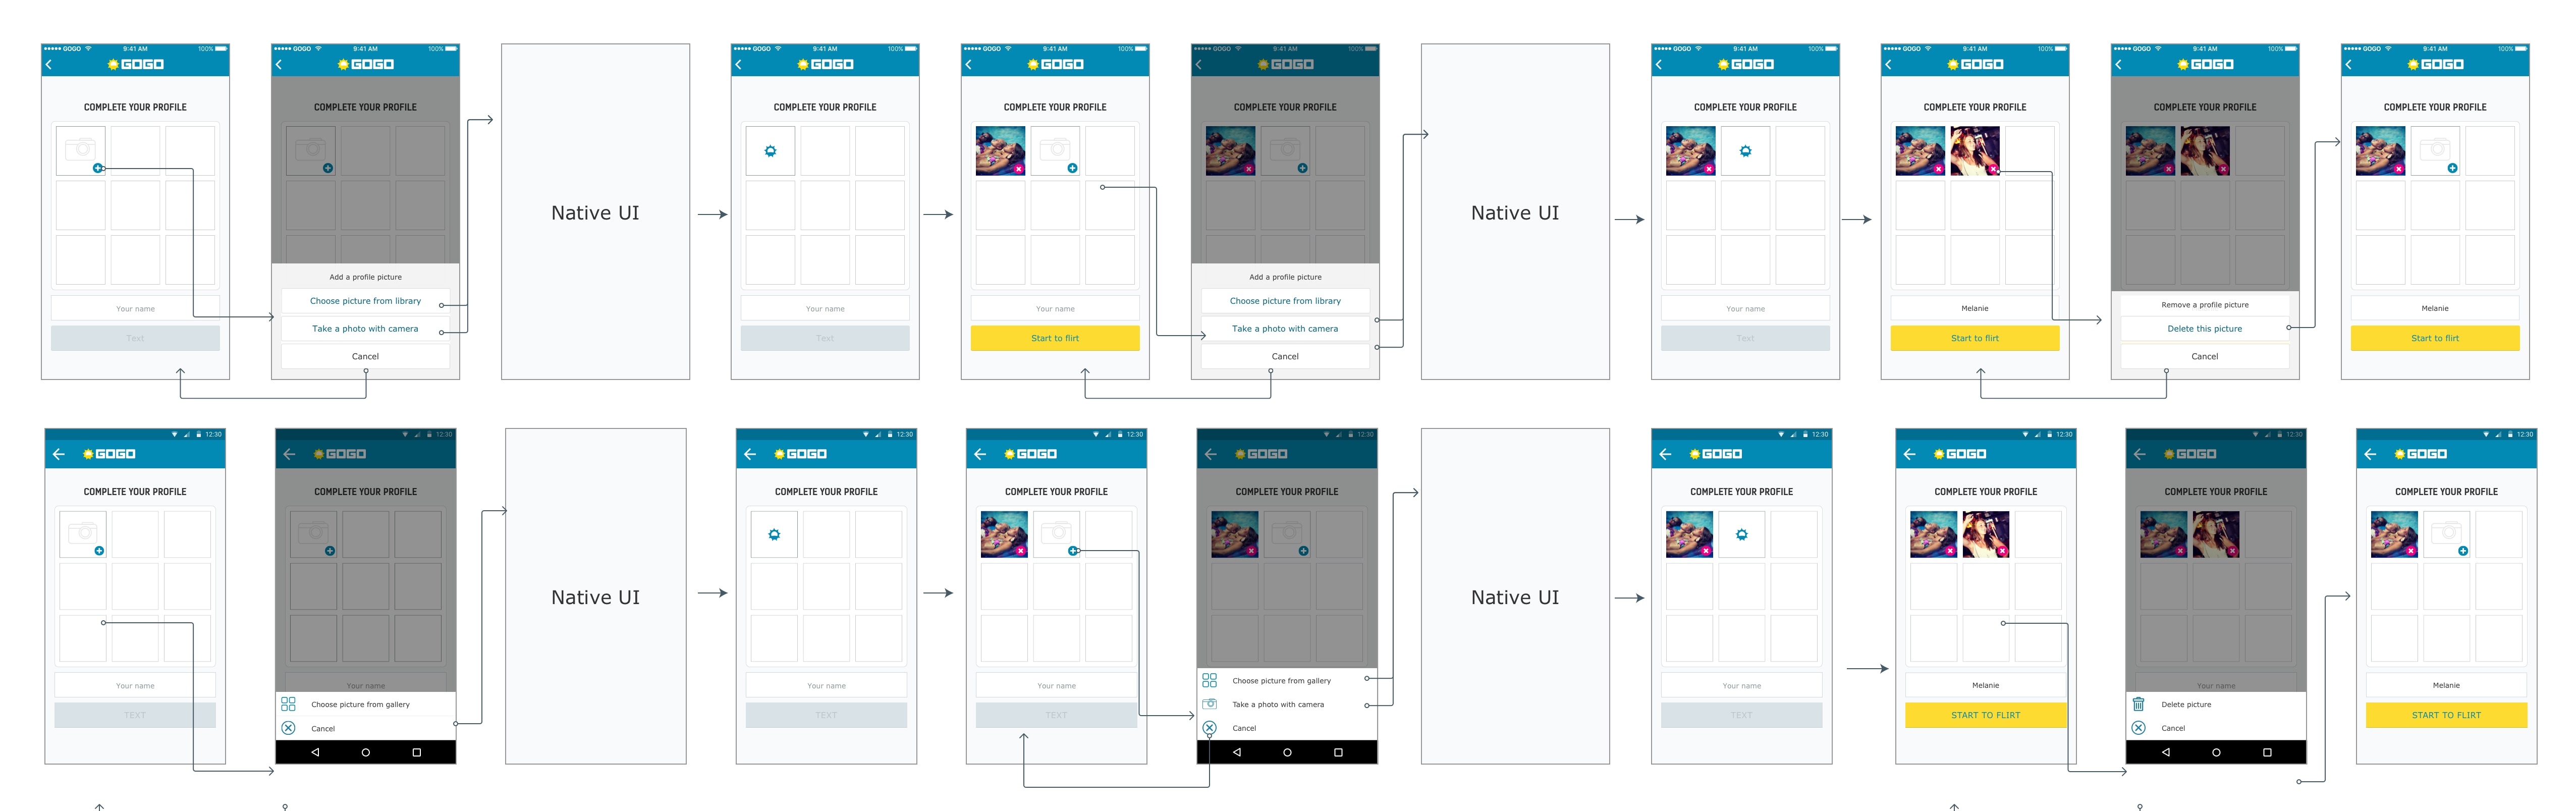 GOGO 9:41 AM 100%
GOGO
COMPLETE YOUR PROFILE
Your name
Text
GOGO 9:41 AM 100%
GOGO
COMPLETE YOUR PROFILE
Add a profile picture
Choose picture from library
Take a photo with camera
Cancel
Native UI
GOGO 9:41 AM 100%
GOGO
COMPLETE YOUR PROFILE
Your name
Text
GOGO 9:41 AM 100%
GOGO
COMPLETE YOUR PROFILE
Your name
Start to flirt
GOGO 9:41 AM 100%
GOGO
COMPLETE YOUR PROFILE
Add a profile picture
Choose picture from library
Take a photo with camera
Cancel
Native UI
GOGO 9:41 AM 100%
GOGO
COMPLETE YOUR PROFILE
Your name
Text
GOGO 9:41 AM 100%
GOGO
COMPLETE YOUR PROFILE
Melanie
Start to flirt
GOGO 9:41 AM 100%
GOGO
COMPLETE YOUR PROFILE
Remove a profile picture
Delete this picture
Cancel
GOGO 9:41 AM 100%
GOGO
COMPLETE YOUR PROFILE
Melanie
Start to flirt
12:30
GOGO
COMPLETE YOUR PROFILE
Your name
TEXT
12:30
GOGO
COMPLETE YOUR PROFILE
Your name
Choose picture from gallery
Cancel
Native UI
12:30
GOGO
COMPLETE YOUR PROFILE
Your name
TEXT
12:30
GOGO
COMPLETE YOUR PROFILE
Your name
TEXT
12:30
GOGO
COMPLETE YOUR PROFILE
Choose picture from gallery
Take a photo with camera
Cancel
Native UI
12:30
GOGO
COMPLETE YOUR PROFILE
Your name
TEXT
12:30
GOGO
COMPLETE YOUR PROFILE
Melanie
START TO FLIRT
12:30
GOGO
COMPLETE YOUR PROFILE
Your name
Delete picture
Cancel
12:30
GOGO
COMPLETE YOUR PROFILE
Melanie
START TO FLIRT